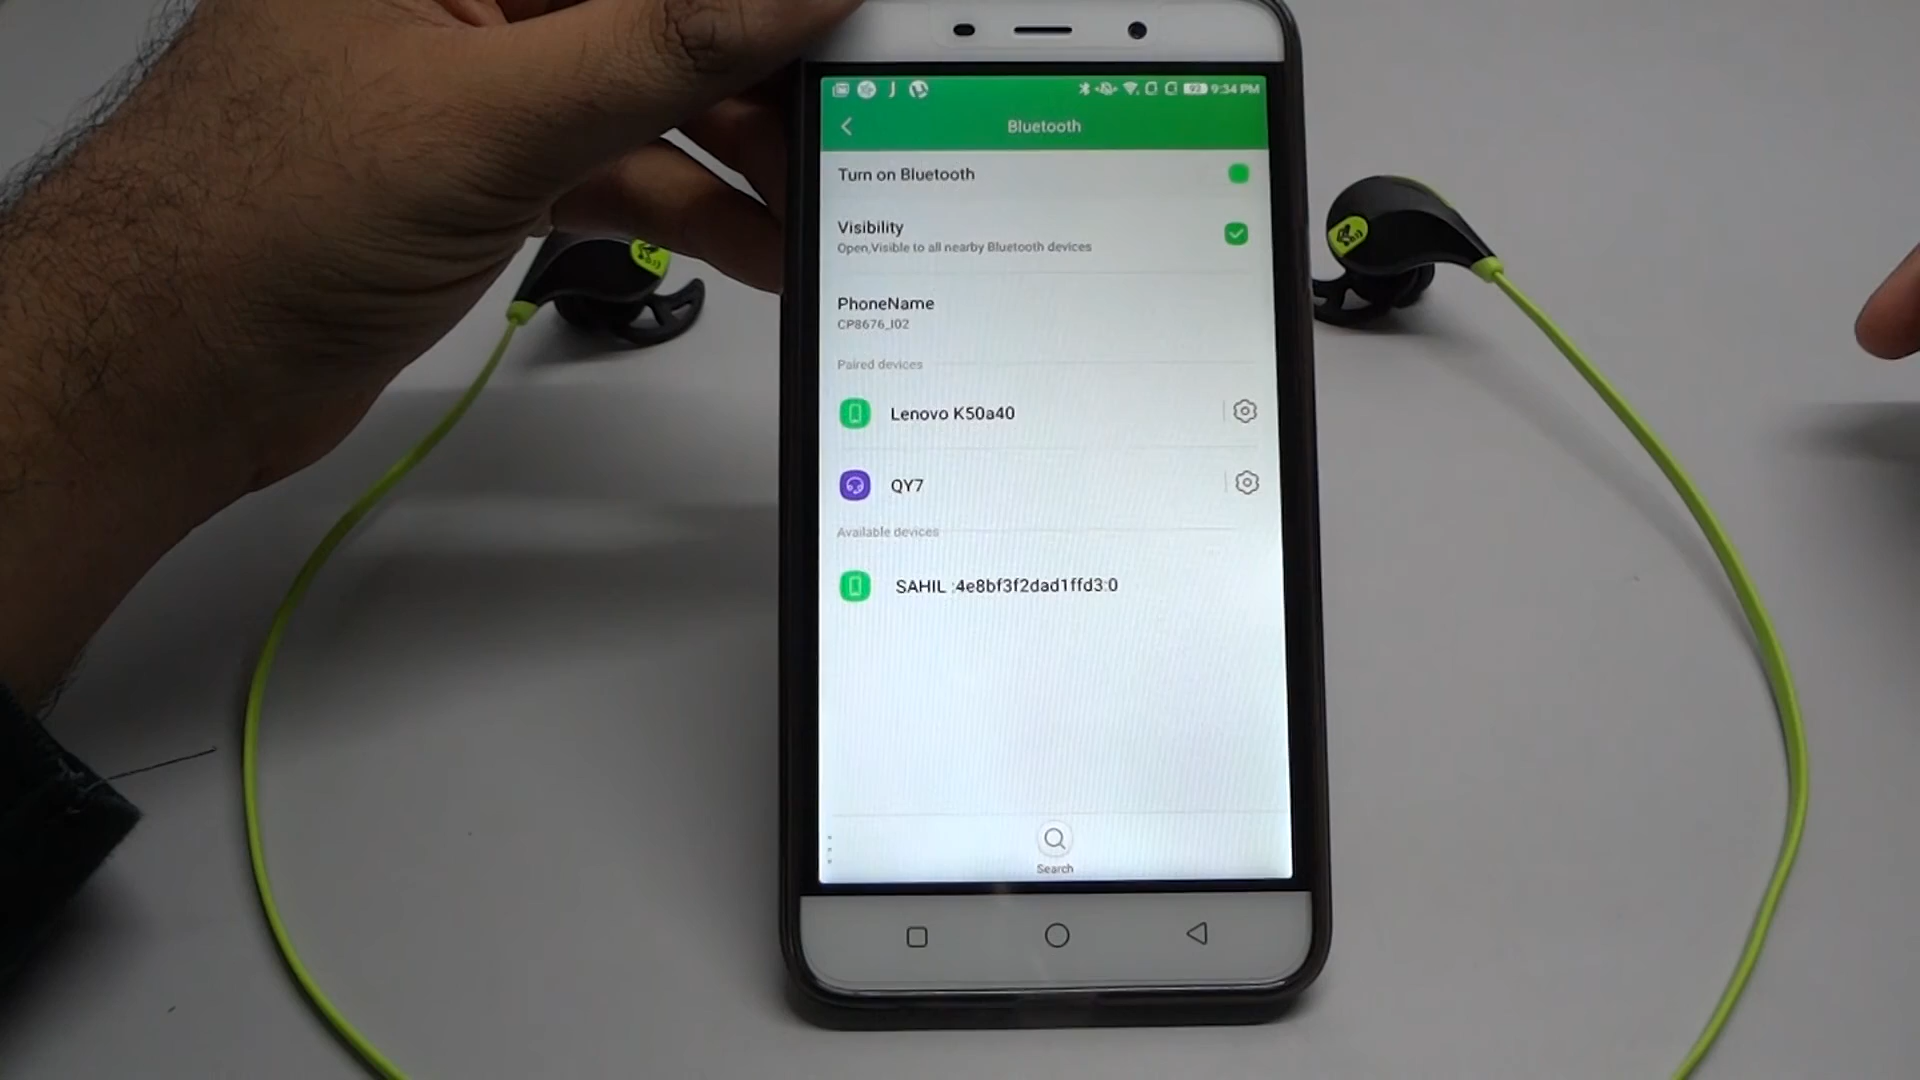 92 9:34 PM
Bluetooth
Turn on Bluetooth
Visibility
Open,Visible to all nearby Bluetooth devices
PhoneName
CP8676_I02
Paired devices
Lenovo K50a40
QY7
Available devices
SAHIL :4e8bf3f2dad1ffd3:0
Search